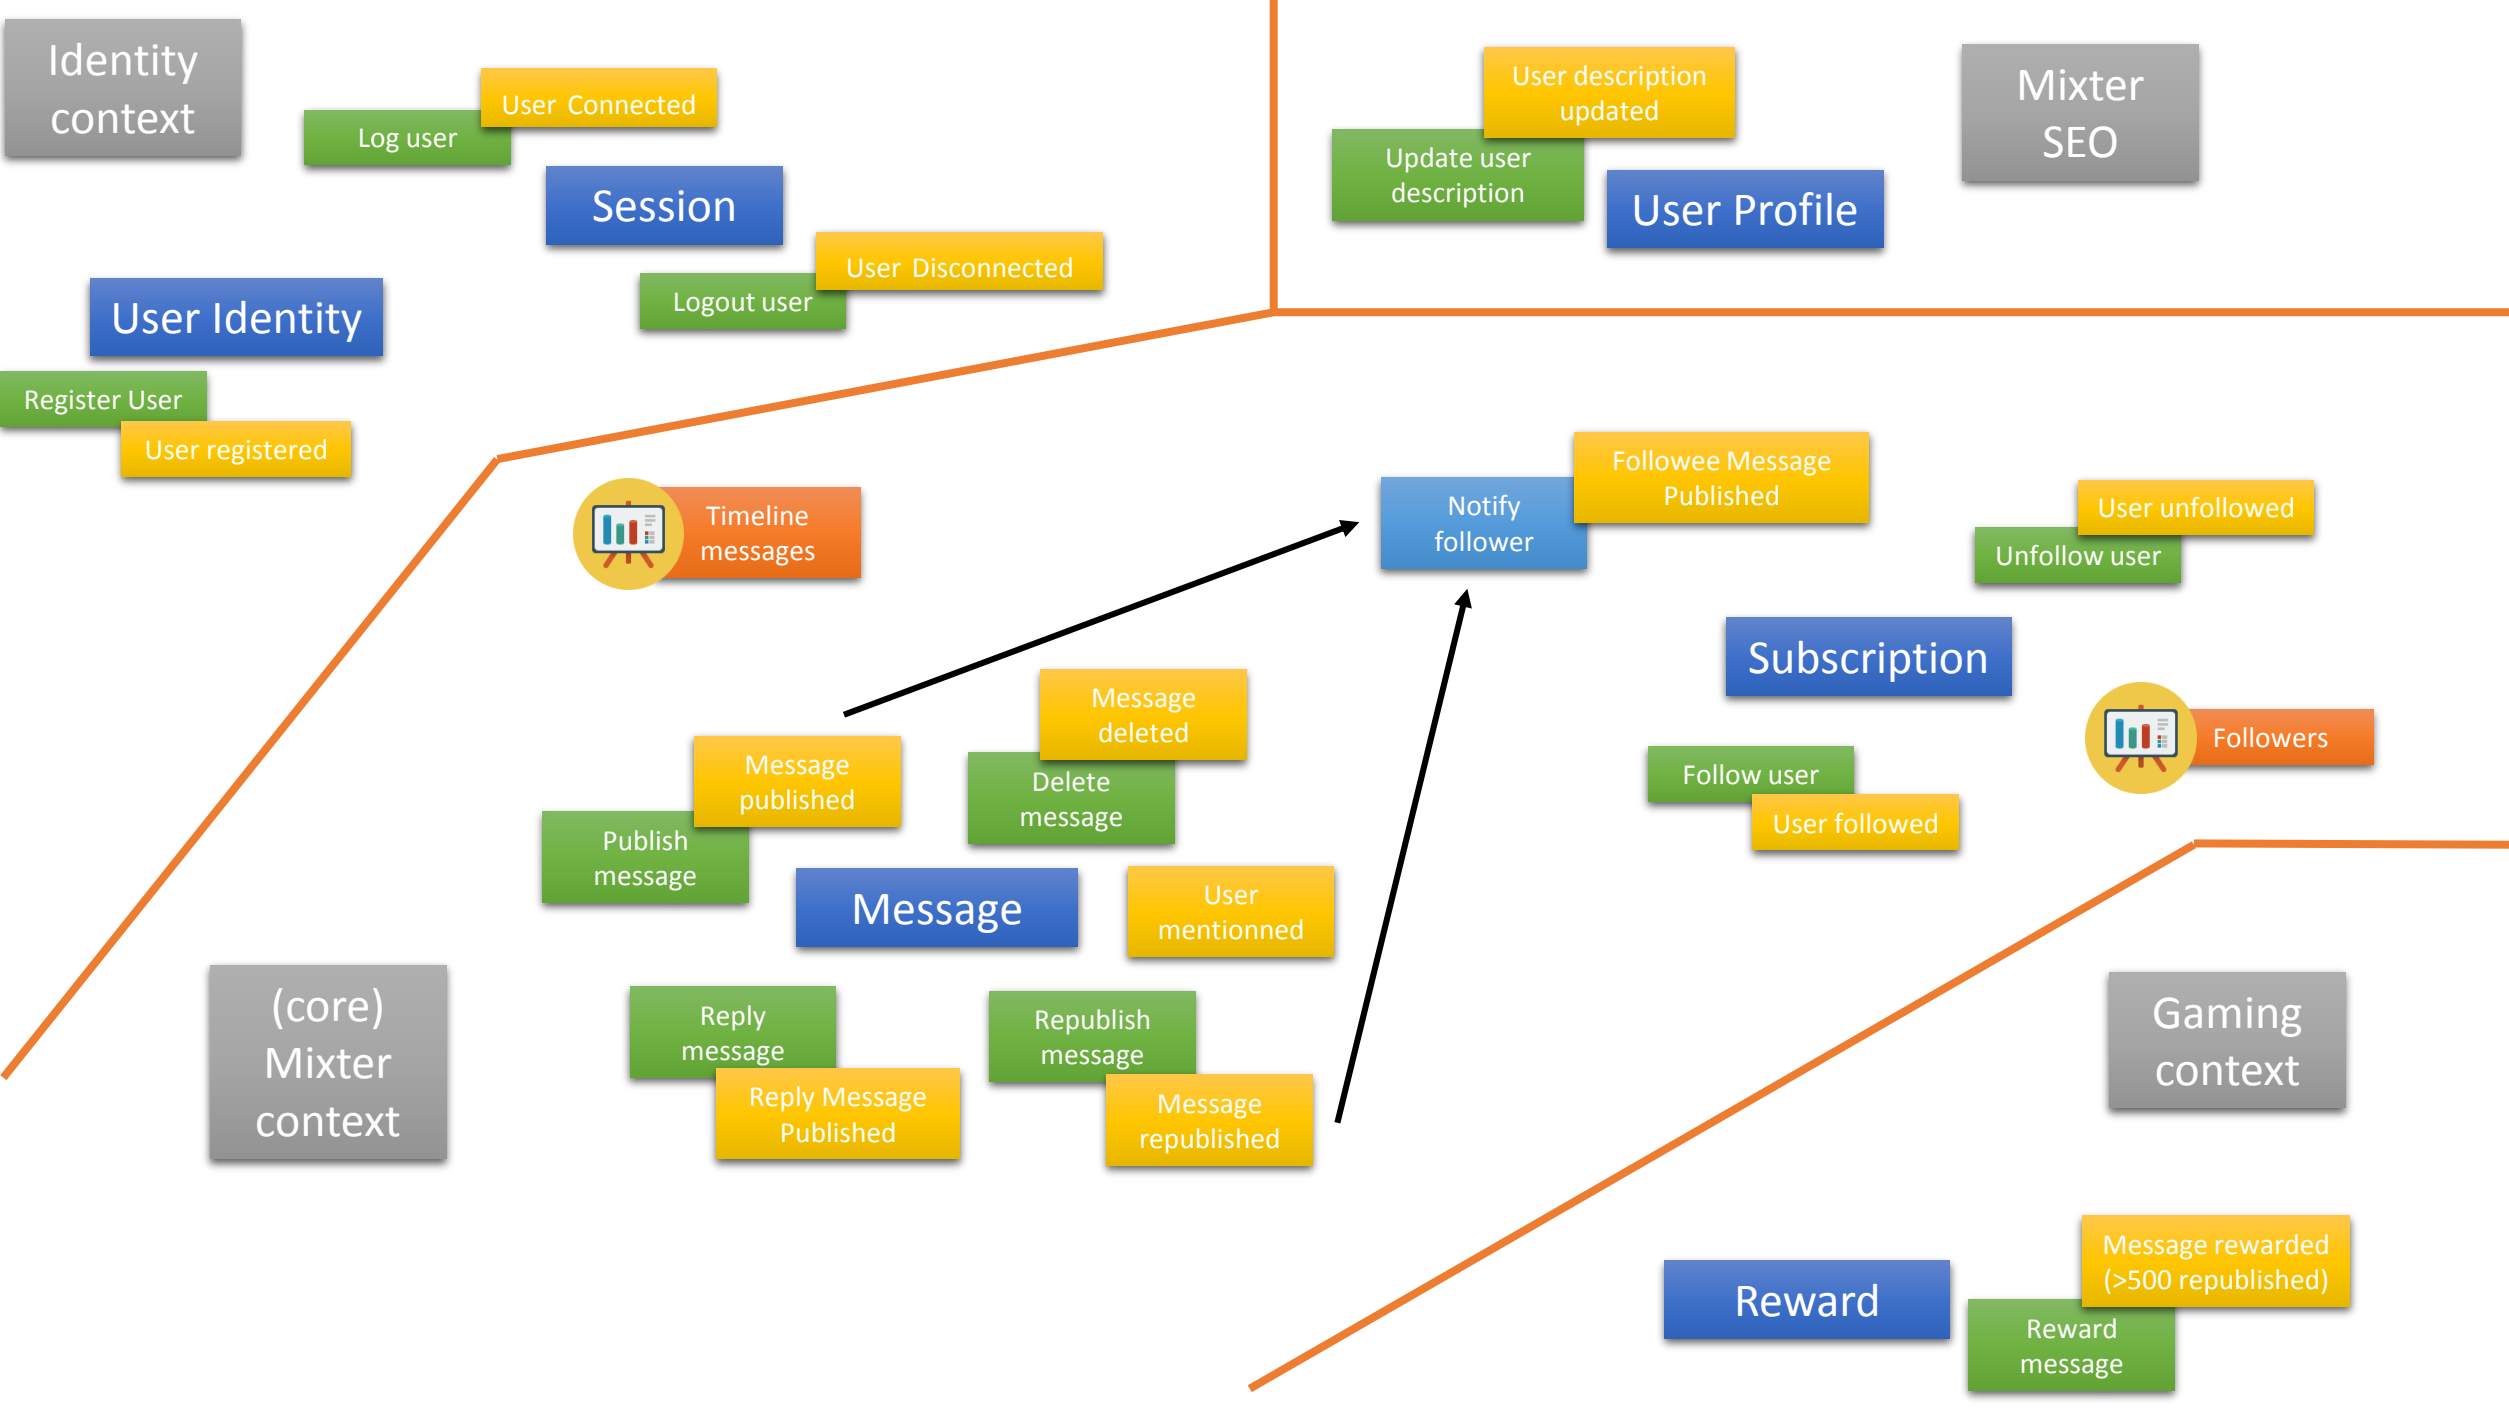 Identity
context
User Connected
Log user
Session
User Disconnected
Logout user
User Identity
Register User
User registered
User description
updated
Update user
description
User Profile
Mixter
SEO
Timeline
messages
Followee Message
Published
Notify
follower
User unfollowed
Unfollow user
Subscription
Followers
Follow user
User followed
Message
deleted
Delete
message
Message
published
Publish
message
Message
User
mentionned
Reply
message
Reply Message
Published
Republish
message
Message
republished
(core)
Mixter
context
Gaming
context
Reward
Message rewarded
(>500 republished)
Reward
message